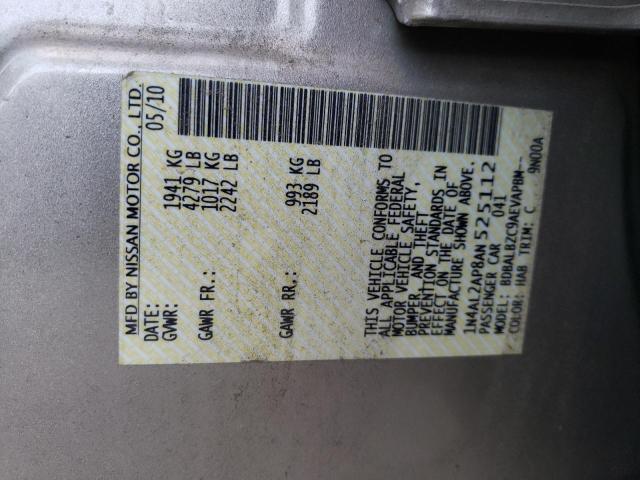 MFD BY NISSAN MOTOR CO., LTD.
DATE: 05/10
GVWR: 1941 KG
4279 LB
GAWR FR.: 1017 KG
2242 LB
GAWR RR.: 993 KG
2189 LB
THIS VEHICLE CONFORMS TO
ALL APPLICABLE FEDERAL
MOTOR VEHICLE SAFETY,
BUMPER, AND THEFT
PREVENTION STANDARDS IN
EFFECT ON THE DATE OF
MANUFACTURE SHOWN ABOVE.
1N4AL2AP8AN525112
PASSENGER CAR 041
MODEL: BDBALBZC9AEVAPBM--
COLOR: HAB TRIM: C 9N00A